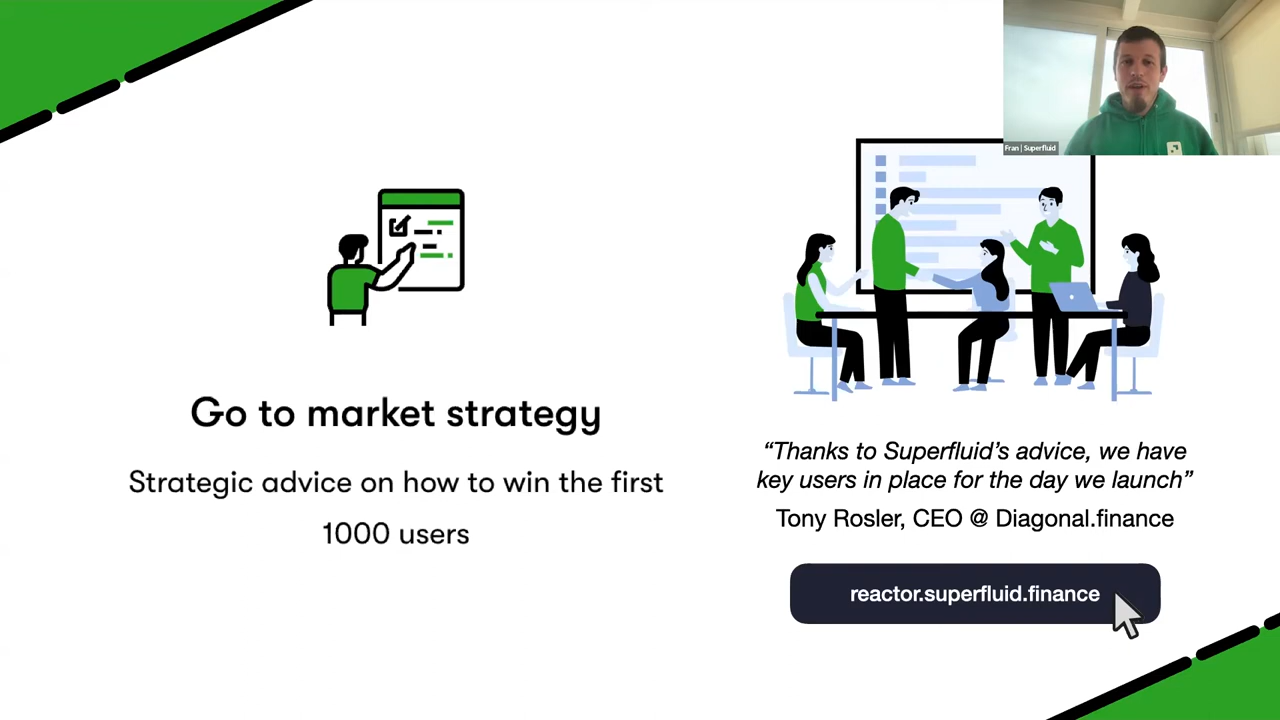 Fran | Superfluid
Go to market strategy
Strategic advice on how to win the first
1000 users
“Thanks to Superfluid’s advice, we have
key users in place for the day we launch”
Tony Rosler, CEO @ Diagonal.finance
reactor.superfluid.finance